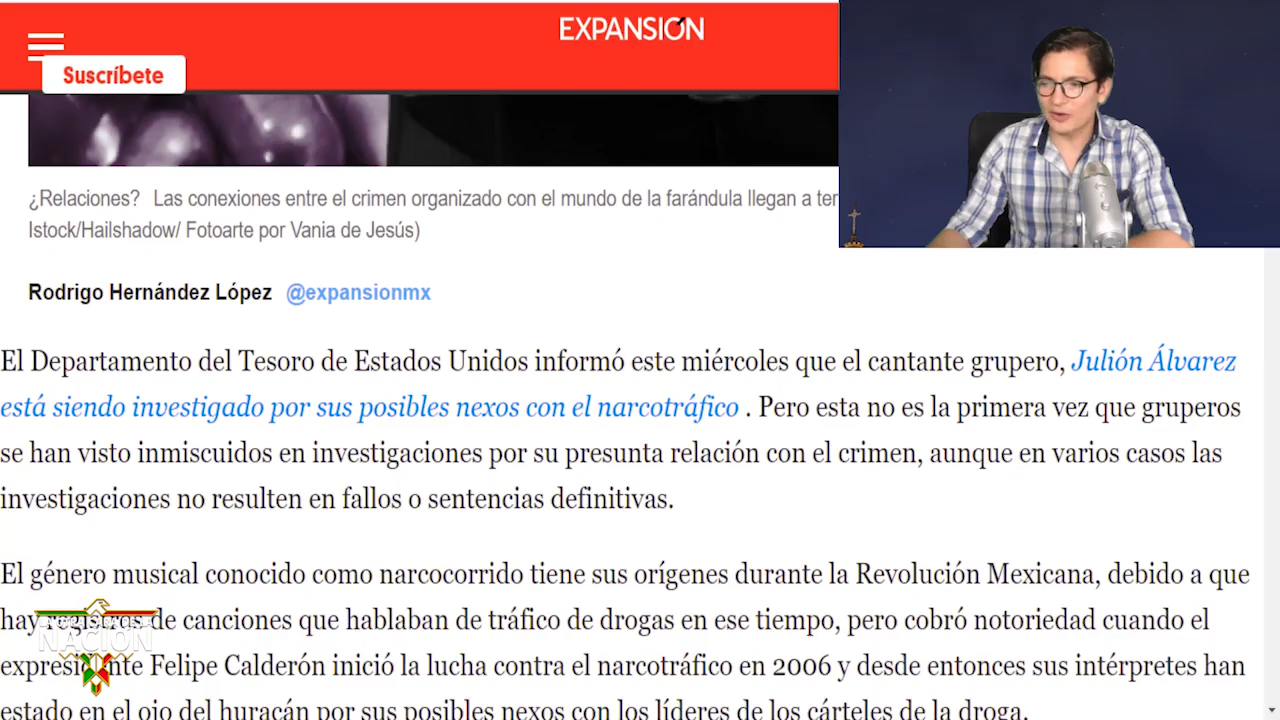 EXPANSIÓN
Suscríbete
¿Relaciones? Las conexiones entre el crimen organizado con el mundo de la farándula llegan a ter
Istock/Hailshadow/ Fotoarte por Vania de Jesús)
Rodrigo Hernández López @expansionmx
El Departamento del Tesoro de Estados Unidos informó este miércoles que el cantante grupero, Julión Álvarez
está siendo investigado por sus posibles nexos con el narcotráfico . Pero esta no es la primera vez que gruperos
se han visto inmiscuidos en investigaciones por su presunta relación con el crimen, aunque en varios casos las
investigaciones no resulten en fallos o sentencias definitivas.
El género musical conocido como narcocorrido tiene sus orígenes durante la Revolución Mexicana, debido a que
hay registros de canciones que hablaban de tráfico de drogas en ese tiempo, pero cobró notoriedad cuando el
expresidente Felipe Calderón inició la lucha contra el narcotráfico en 2006 y desde entonces sus intérpretes han
estado en el ojo del huracán por sus posibles nexos con los líderes de los cárteles de la droga.
NACIÓN